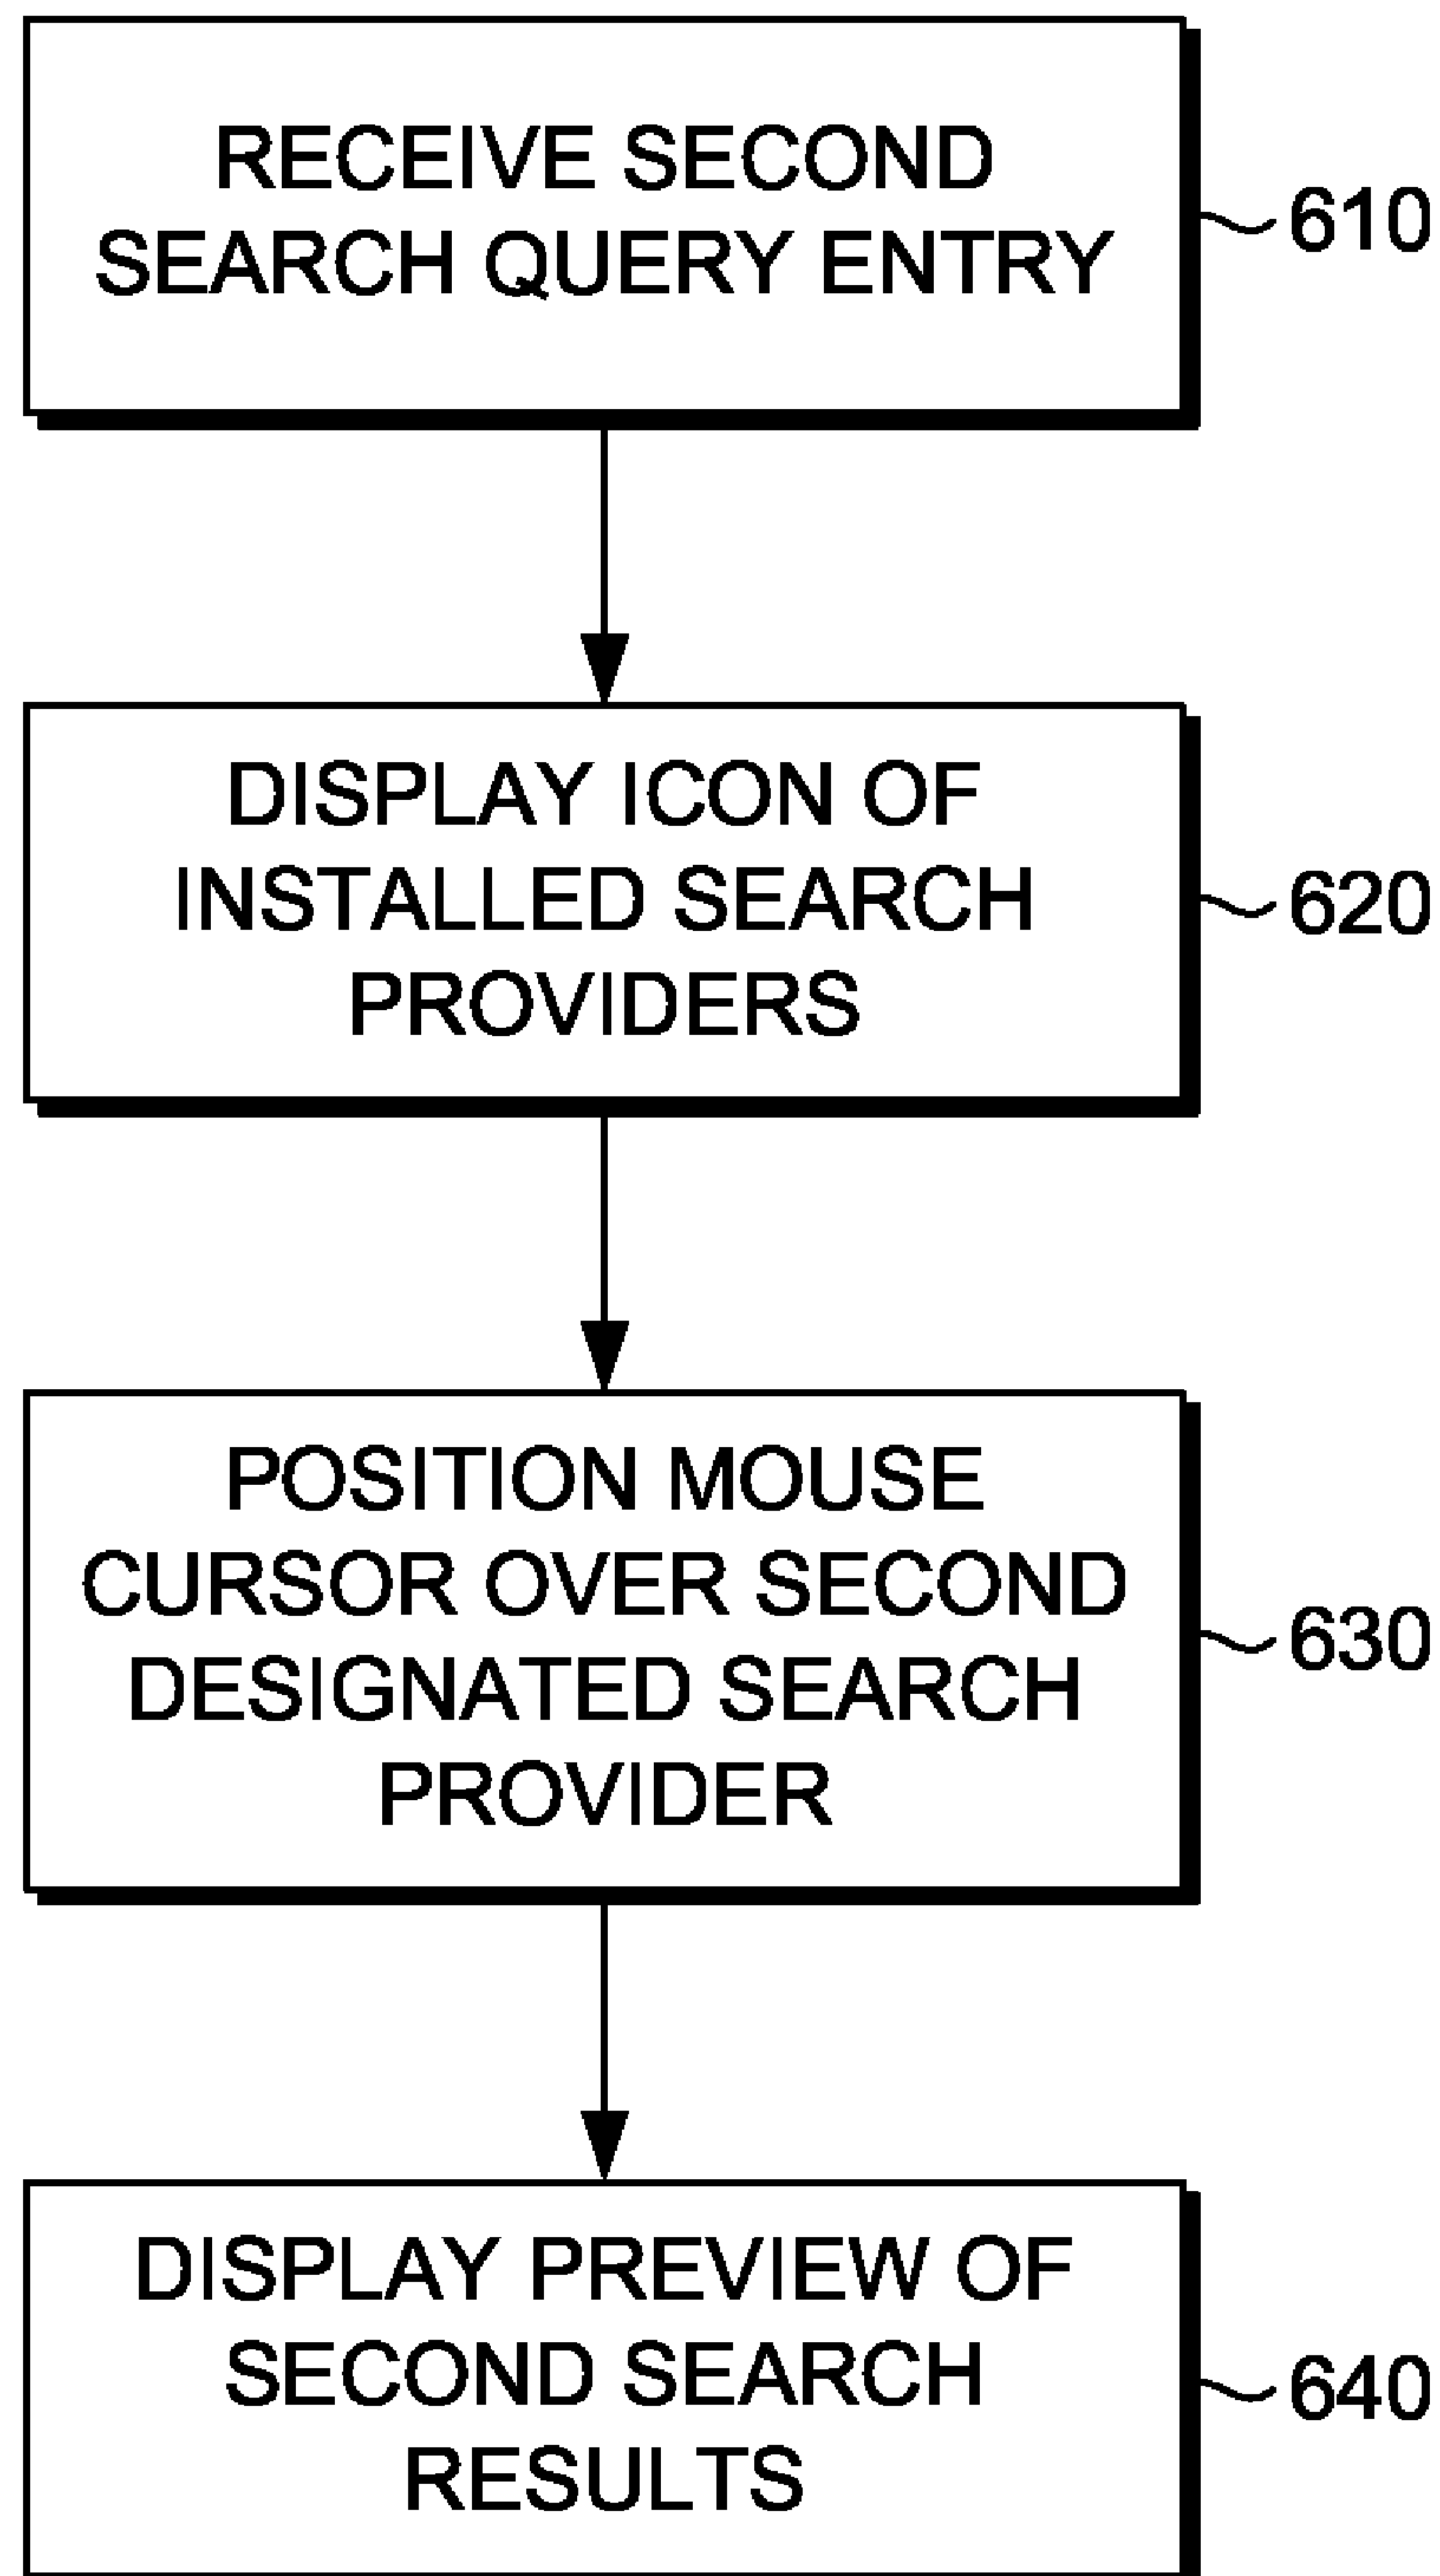 RECEIVE SECOND
SEARCH QUERY ENTRY
610
DISPLAY ICON OF
INSTALLED SEARCH
PROVIDERS
620
POSITION MOUSE
CURSOR OVER SECOND
DESIGNATED SEARCH
PROVIDER
630
DISPLAY PREVIEW OF
SECOND SEARCH
RESULTS
640